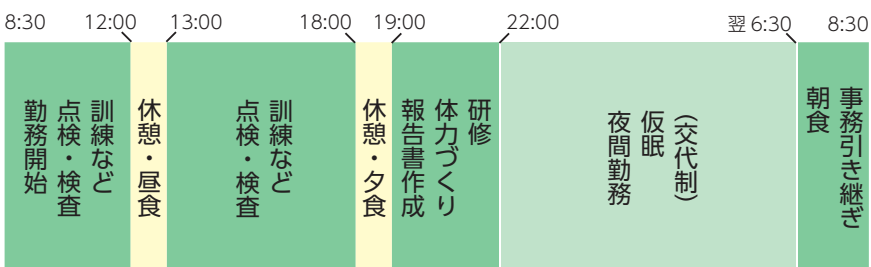 8:30
12:00
13:00
18:00
19:00
22:00
翌 6:30
8:30
勤務開始
点検・検査
訓練など
休憩・昼食
点検・検査
訓練など
休憩・夕食
報告書作成
体力づくり
研修
夜間勤務
仮眠
(交代制)
朝食
事務引き継ぎ